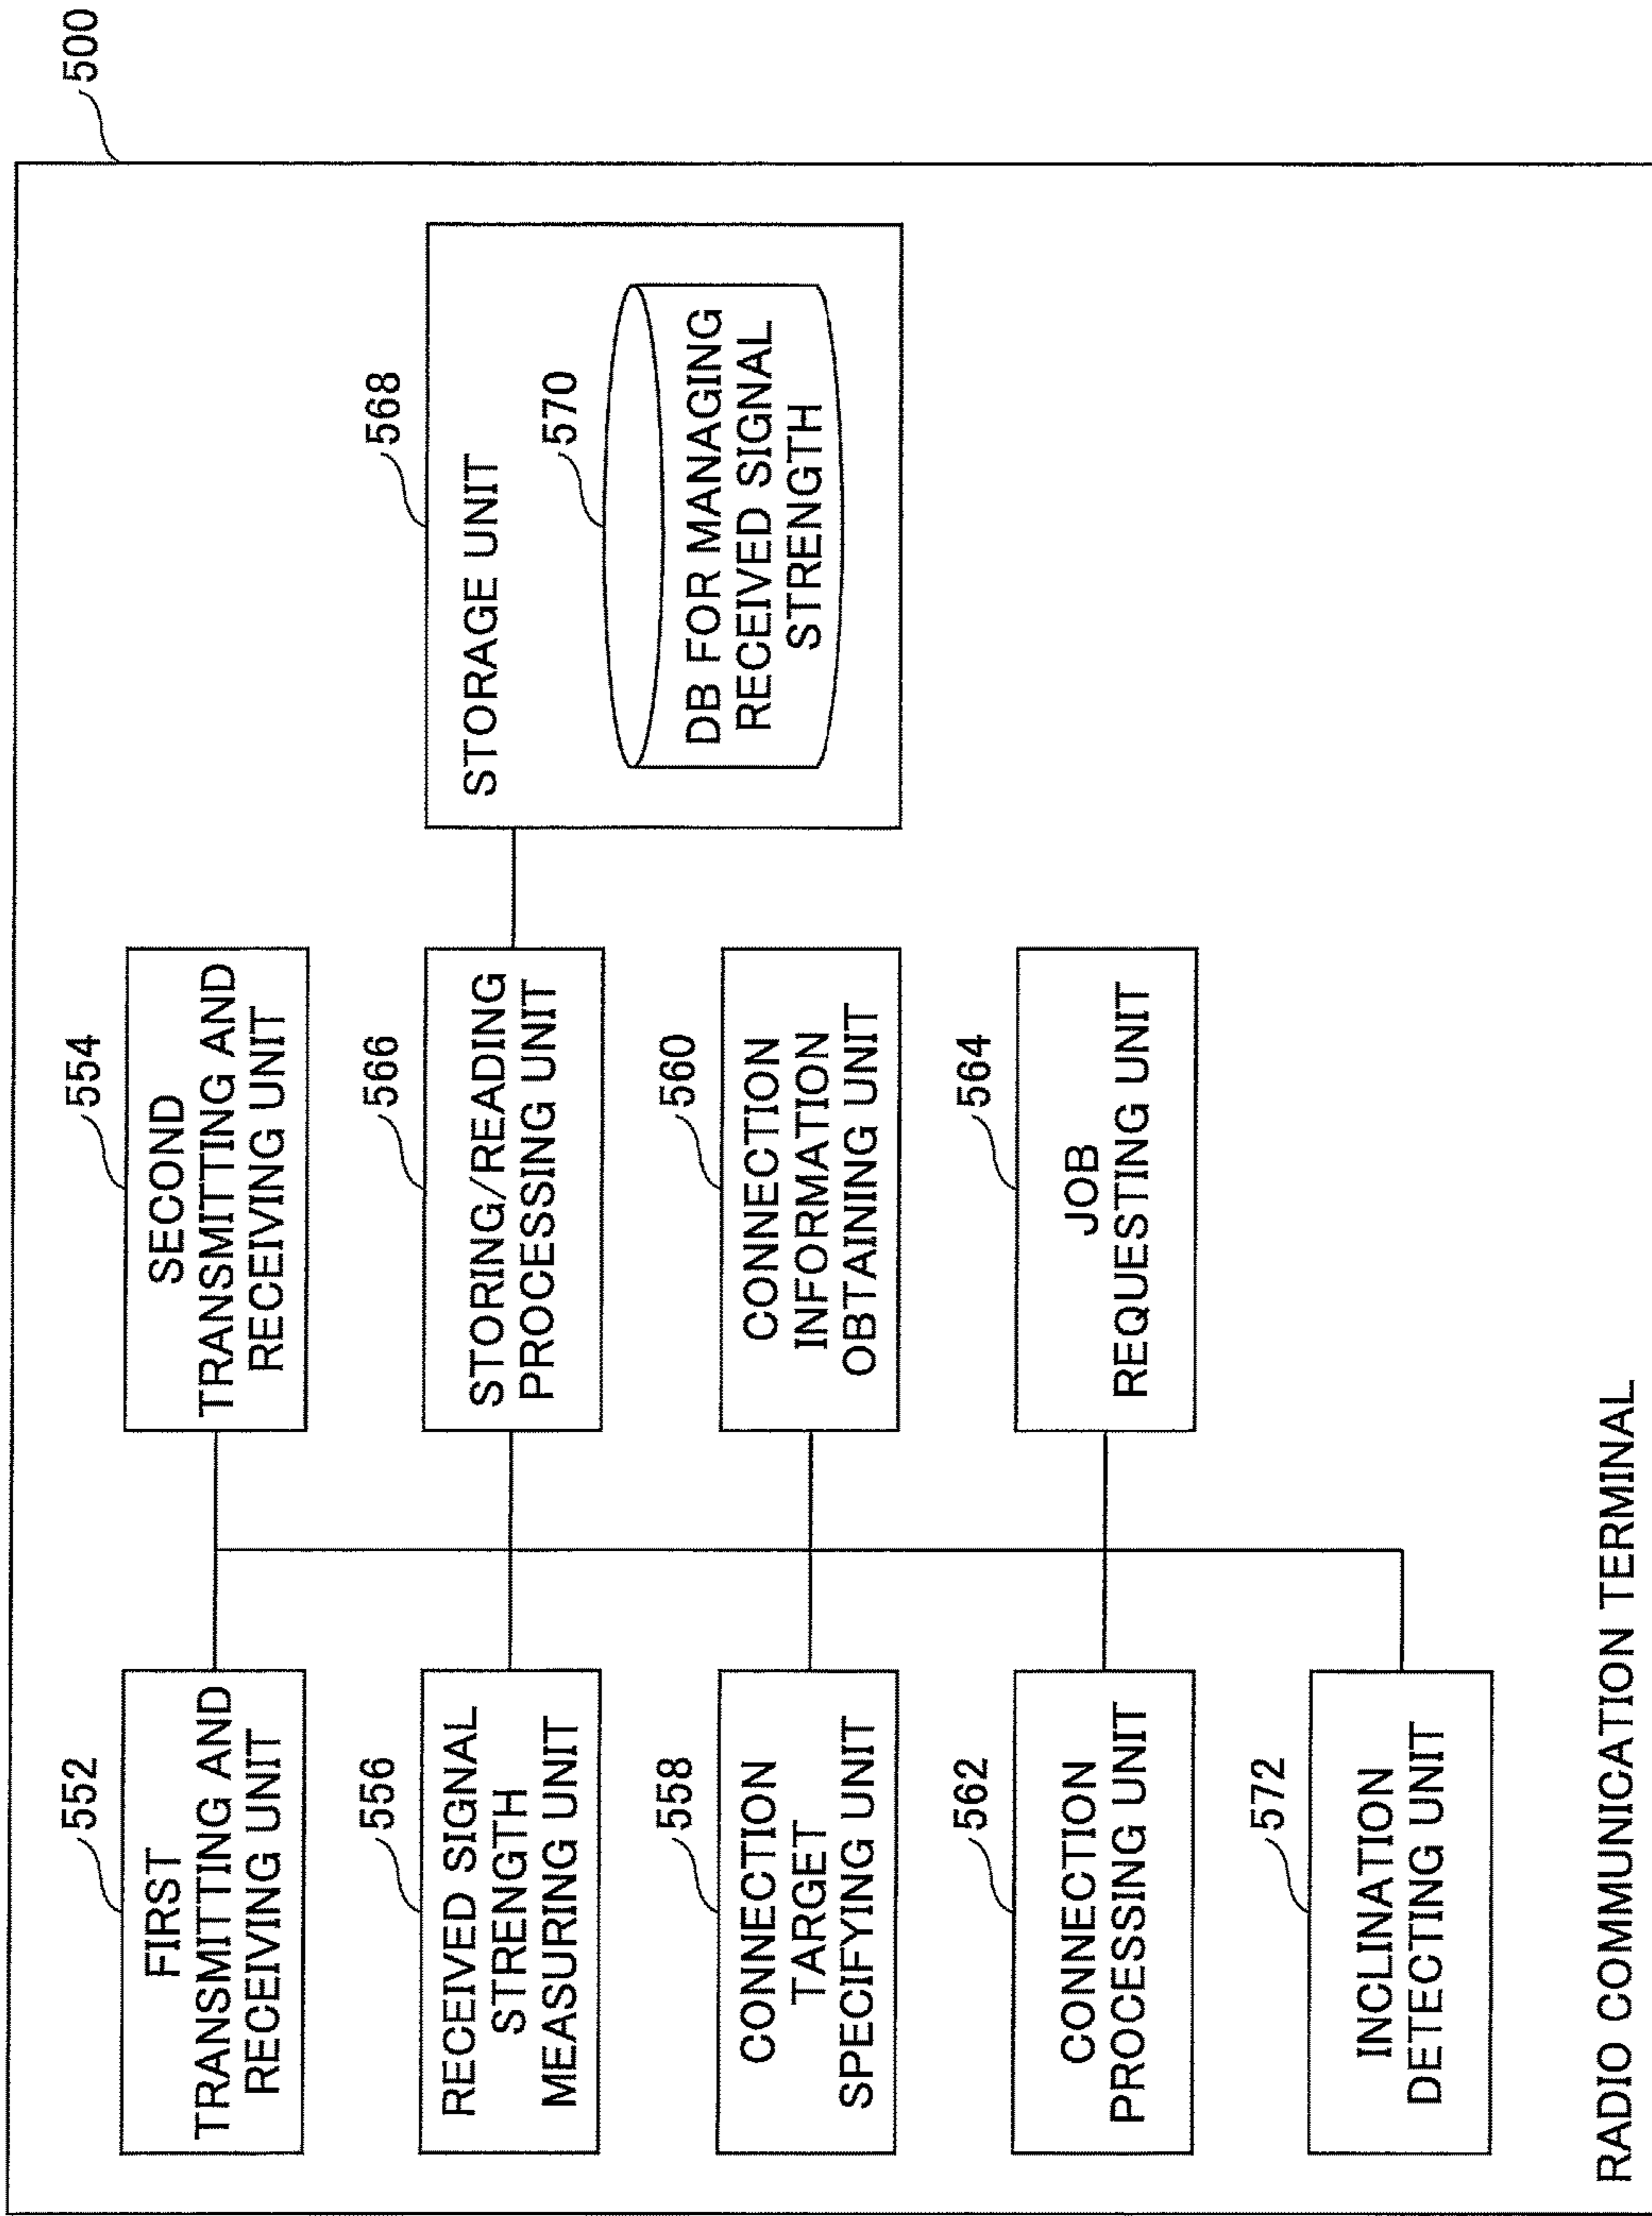 500
552
FIRST
TRANSMITTING AND
RECEIVING UNIT
554
SECOND
TRANSMITTING AND
RECEIVING UNIT
556
RECEIVED SIGNAL
STRENGTH
MEASURING UNIT
566
STORING/READING
PROCESSING UNIT
568
STORAGE UNIT
570
DB FOR MANAGING
RECEIVED SIGNAL
STRENGTH
558
CONNECTION
TARGET
SPECIFYING UNIT
560
CONNECTION
INFORMATION
OBTAINING UNIT
562
CONNECTION
PROCESSING UNIT
564
JOB
REQUESTING UNIT
572
INCLINATION
DETECTING UNIT
RADIO COMMUNICATION TERMINAL